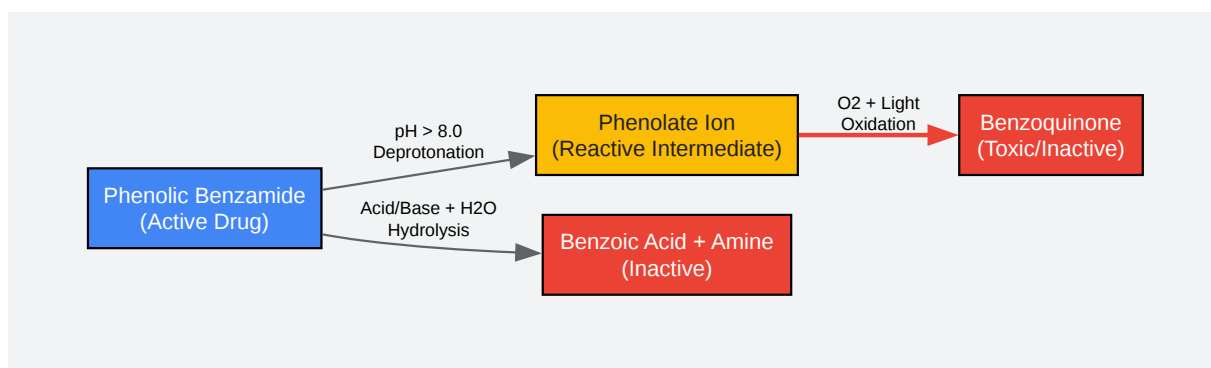 Phenolic Benzamide
(Active Drug)
pH > 8.0
Deprotonation
Acid/Base + H2O
Hydrolysis
Phenolate Ion
(Reactive Intermediate)
Benzoic Acid + Amine
(Inactive)
O2 + Light
Oxidation
Benzoquinone
(Toxic/Inactive)